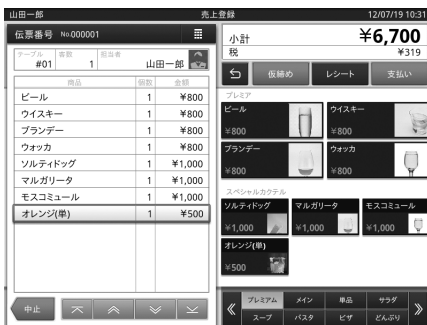 山田一郎 売上登録 12/07/19 10:31
伝票番号 No.000001
テーブル 客数 担当者
#01 1 山田一郎
商品 個数 金額
ビール 1 ¥800
ウイスキー 1 ¥800
ブランデー 1 ¥800
ウォッカ 1 ¥800
ソルティドッグ 1 ¥1,000
マルガリータ 1 ¥1,000
モスコミュール 1 ¥1,000
オレンジ(単) 1 ¥500
中止
小計 ¥6,700
税 ¥319
仮締め レシート 支払い
プレミア
ビール ウイスキー
¥800 ¥800
ブランデー ウォッカ
¥800 ¥800
スペシャルカクテル
ソルティドッグ マルガリータ モスコミュール
¥1,000 ¥1,000 ¥1,000
オレンジ(単)
¥500
プレミアム メイン 単品 サラダ
スープ パスタ ピザ どんぶり